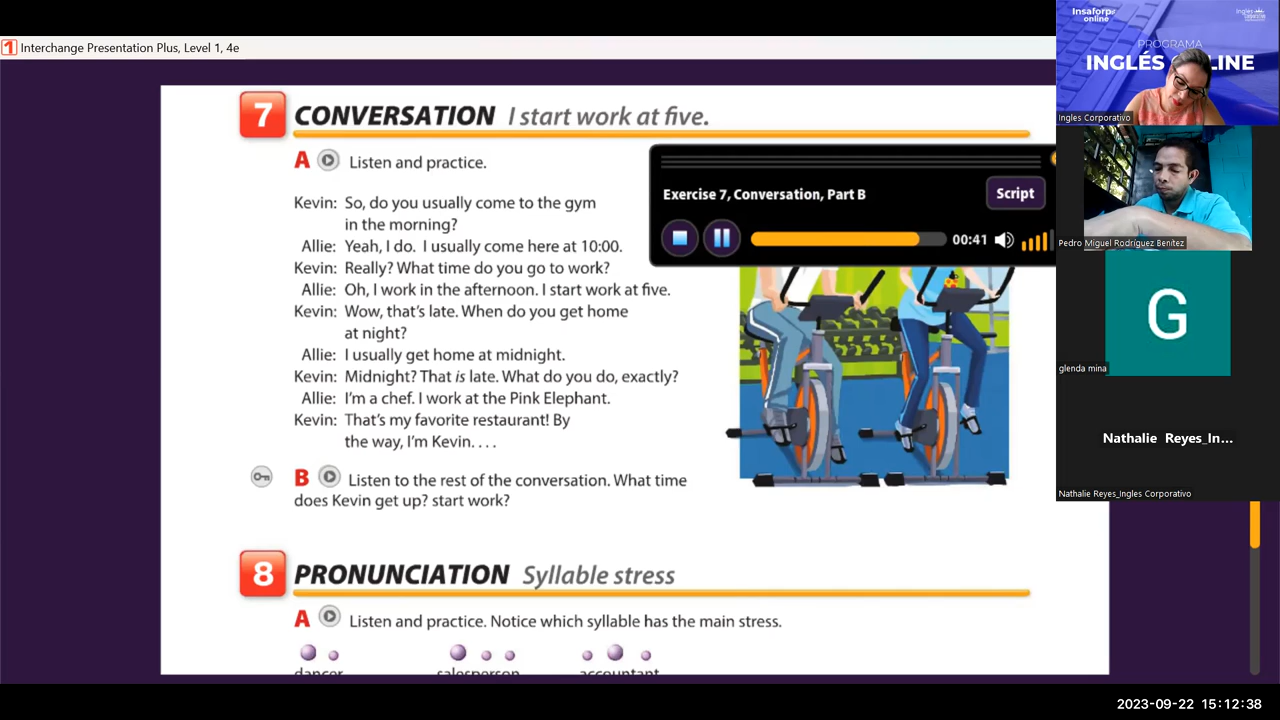 Interchange Presentation Plus, Level 1, 4e
7 CONVERSATION I start work at five.
A Listen and practice.
Kevin: So, do you usually come to the gym
in the morning?
Allie: Yeah, I do. I usually come here at 10:00.
Kevin: Really? What time do you go to work?
Allie: Oh, I work in the afternoon. I start work at five.
Kevin: Wow, that's late. When do you get home
at night?
Allie: I usually get home at midnight.
Kevin: Midnight? That is late. What do you do, exactly?
Allie: I'm a chef. I work at the Pink Elephant.
Kevin: That's my favorite restaurant! By
the way, I'm Kevin. . . .
B Listen to the rest of the conversation. What time
does Kevin get up? start work?
8 PRONUNCIATION Syllable stress
A Listen and practice. Notice which syllable has the main stress.
dancer salesperson accountant
Exercise 7, Conversation, Part B
Script
00:41
Insaforp
online
PROGRAMA
INGLÉS
Ingles Corporativo
Pedro Miguel Rodríguez Benítez
G
glenda mina
Nathalie Reyes_In...
Nathalie Reyes_Ingles Corporativo
2023-09-22 15:12:38